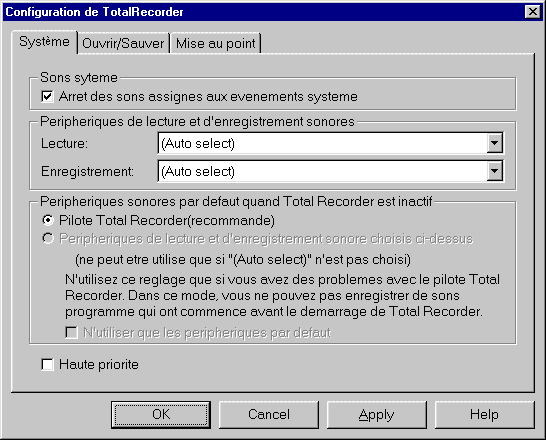 Configuration de TotalRecorder
Système
Ouvrir/Sauver
Mise au point
Sons syteme
Arret des sons assignes aux evenements systeme
Peripheriques de lecture et d'enregistrement sonores
Lecture: (Auto select)
Enregistrement: (Auto select)
Peripheriques sonores par defaut quand Total Recorder est inactif
Pilote Total Recorder(recommande)
Peripheriques de lecture et d'enregistrement sonore choisis ci-dessus
(ne peut etre utilise que si "(Auto select)" n'est pas choisi)
N'utilisez ce reglage que si vous avez des problemes avec le pilote Total
Recorder. Dans ce mode, vous ne pouvez pas enregistrer de sons
programme qui ont commence avant le demarrage de Total Recorder.
N'utiliser que les peripheriques par defaut
Haute priorite
OK
Cancel
Apply
Help